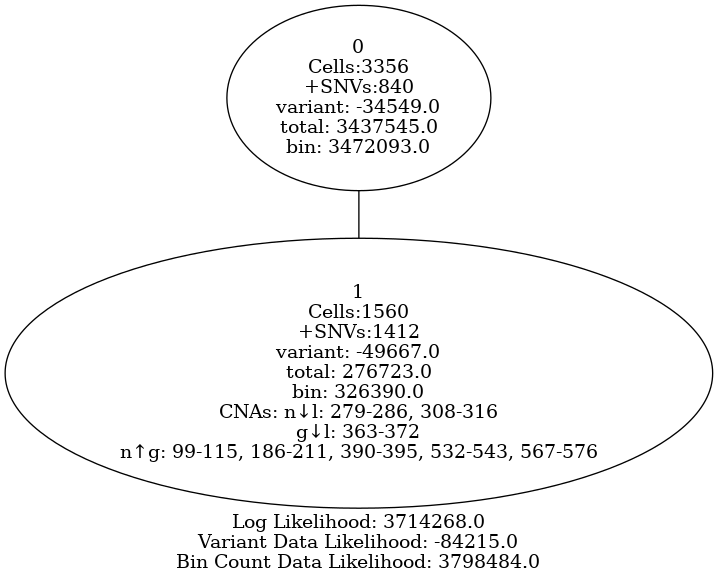 0
Cells:3356
+SNVs:840
variant: -34549.0
total: 3437545.0
bin: 3472093.0
1
Cells:1560
+SNVs:1412
variant: -49667.0
total: 276723.0
bin: 326390.0
CNAs: n↓l: 279-286, 308-316
g↓l: 363-372
n↑g: 99-115, 186-211, 390-395, 532-543, 567-576
Log Likelihood: 3714268.0
Variant Data Likelihood: -84215.0
Bin Count Data Likelihood: 3798484.0